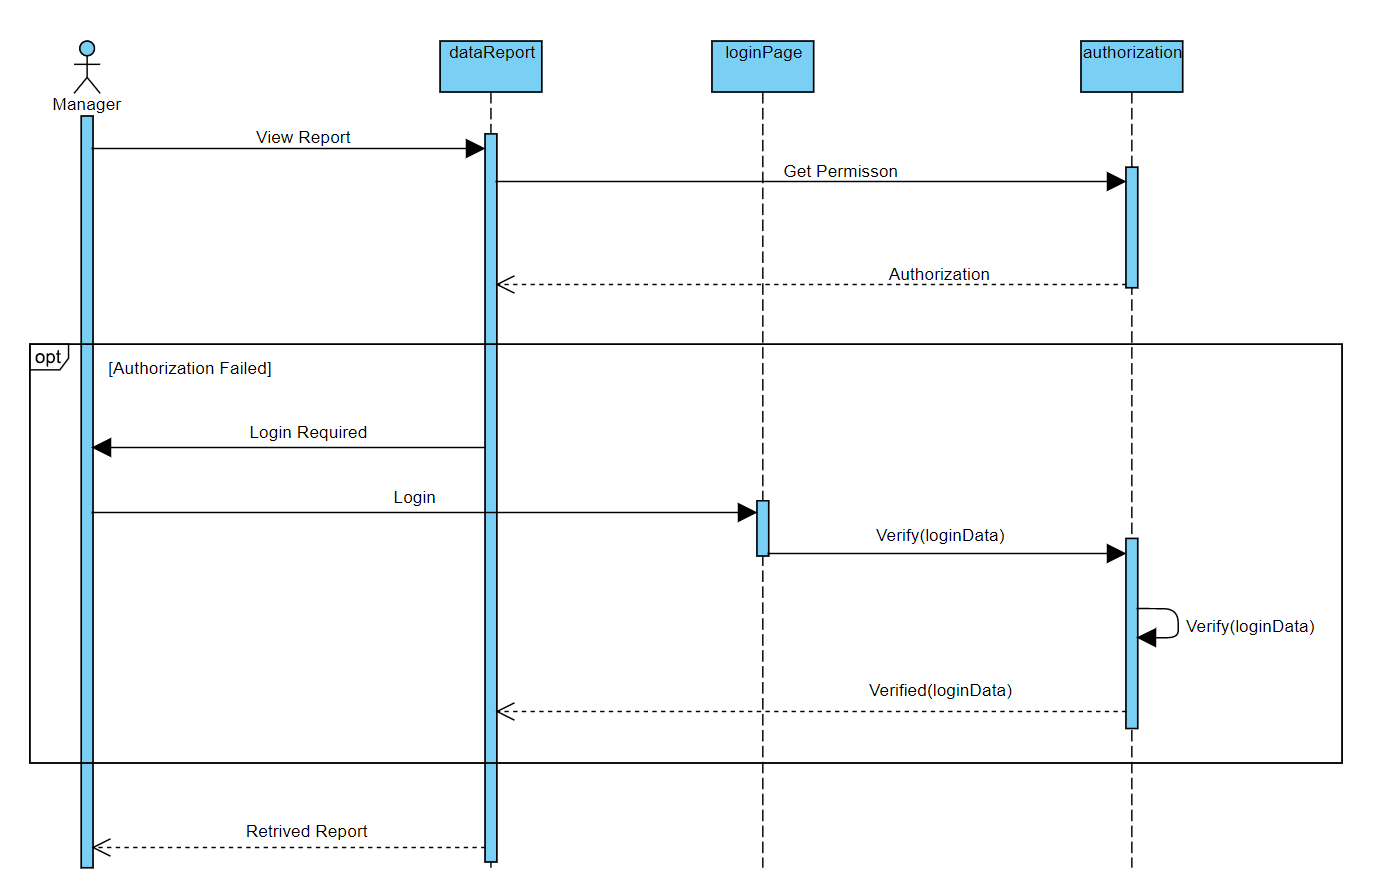 dataReport
loginPage
authorization
Manager
View Report
Get Permisson
Authorization
opt
[Authorization Failed]
Login Required
Login
Verify(loginData)
Verify(loginData)
Verified(loginData)
Retrived Report